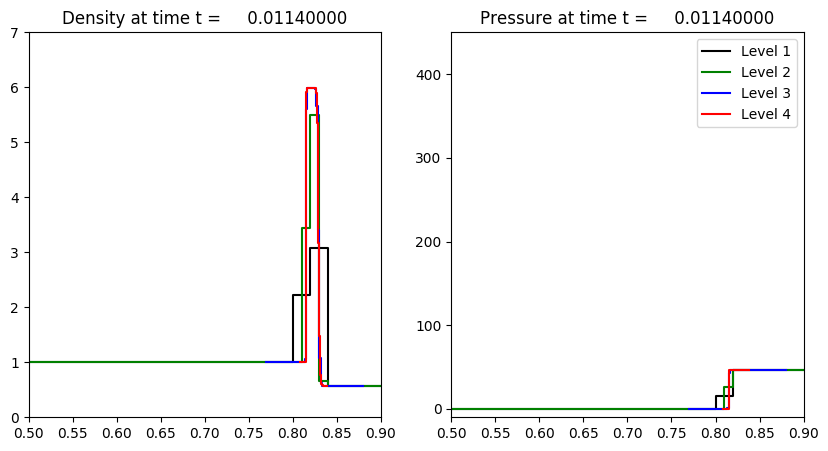 Density at time t = 0.01140000
7
6
5
4
3
2
1
0
0.50 0.55 0.60 0.65 0.70 0.75 0.80 0.85 0.90
Pressure at time t = 0.01140000
400
300
200
100
0
0.50 0.55 0.60 0.65 0.70 0.75 0.80 0.85 0.90
Level 1
Level 2
Level 3
Level 4